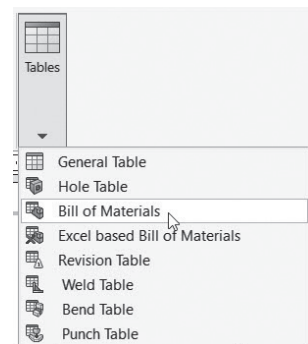 Tables
General Table
Hole Table
Bill of Materials
Excel based Bill of Materials
Revision Table
Weld Table
Bend Table
Punch Table